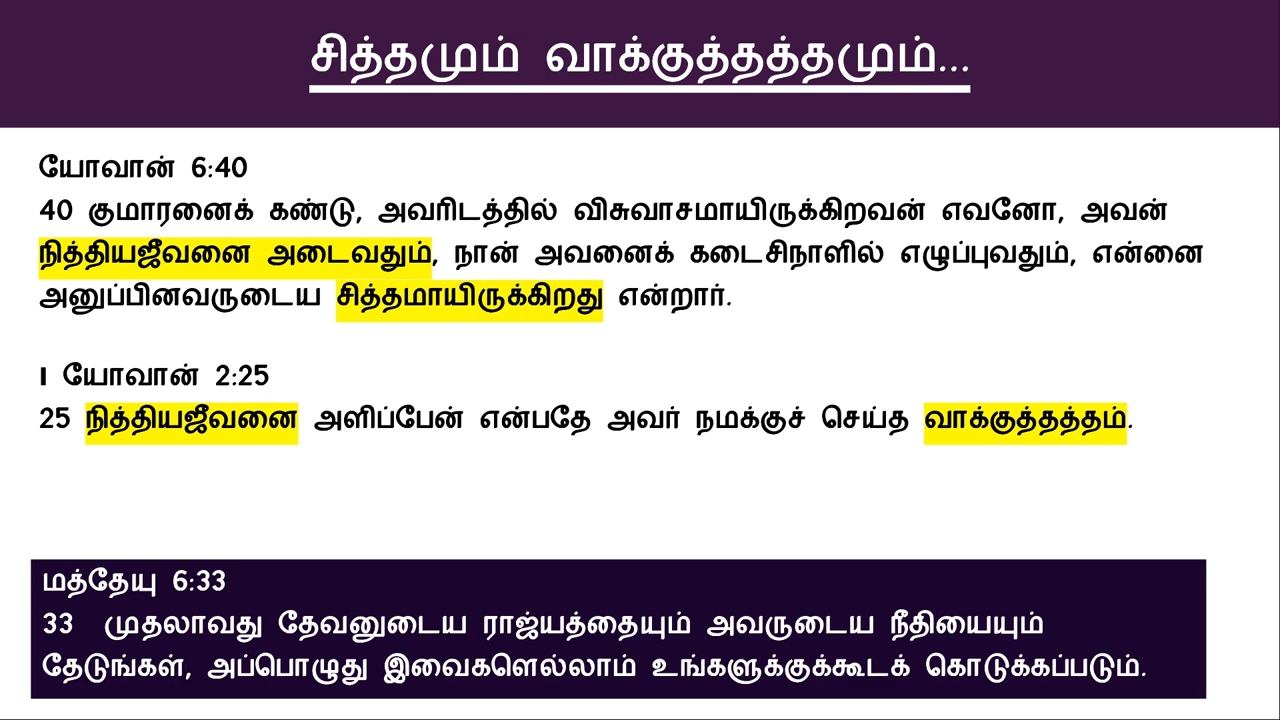 சித்தமும் வாக்குத்தத்தமும்...
யோவான் 6:40
40 குமாரனைக் கண்டு, அவரிடத்தில் விசுவாசமாயிருக்கிறவன் எவனோ, அவன்
நித்தியஜீவனை அடைவதும், நான் அவனைக் கடைசிநாளில் எழுப்புவதும், என்னை
அனுப்பினவருடைய சித்தமாயிருக்கிறது என்றார்.
I யோவான் 2:25
25 நித்தியஜீவனை அளிப்பேன் என்பதே அவர் நமக்குச் செய்த வாக்குத்தத்தம்.
மத்தேயு 6:33
33 முதலாவது தேவனுடைய ராஜ்யத்தையும் அவருடைய நீதியையும்
தேடுங்கள், அப்பொழுது இவைகளெல்லாம் உங்களுக்குக்கூடக் கொடுக்கப்படும்.